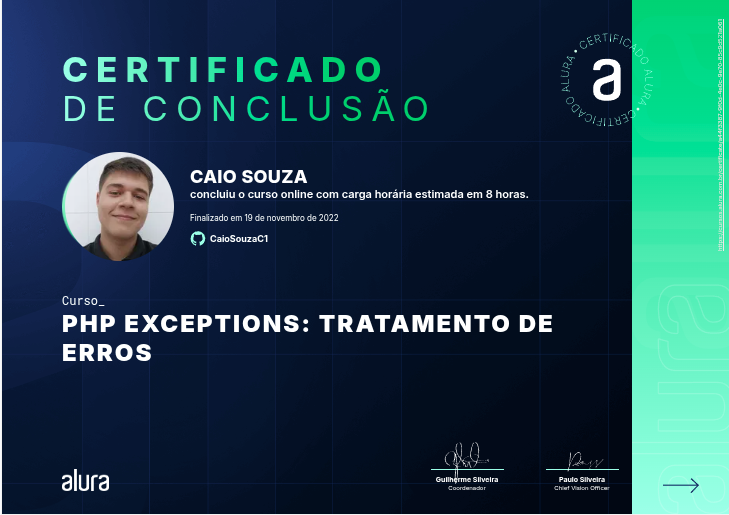 CERTIFICADO
DE CONCLUSÃO
CERTIFICADO ALURA • CERTIFICADO ALURA •
a
CAIO SOUZA
concluiu o curso online com carga horária estimada em 8 horas.
Finalizado em 19 de novembro de 2022
CaioSouzaC1
Curso_
PHP EXCEPTIONS: TRATAMENTO DE
ERROS
alura
Guilherme Silveira
Coordenador
Paulo Silveira
Chief Vision Officer
alura